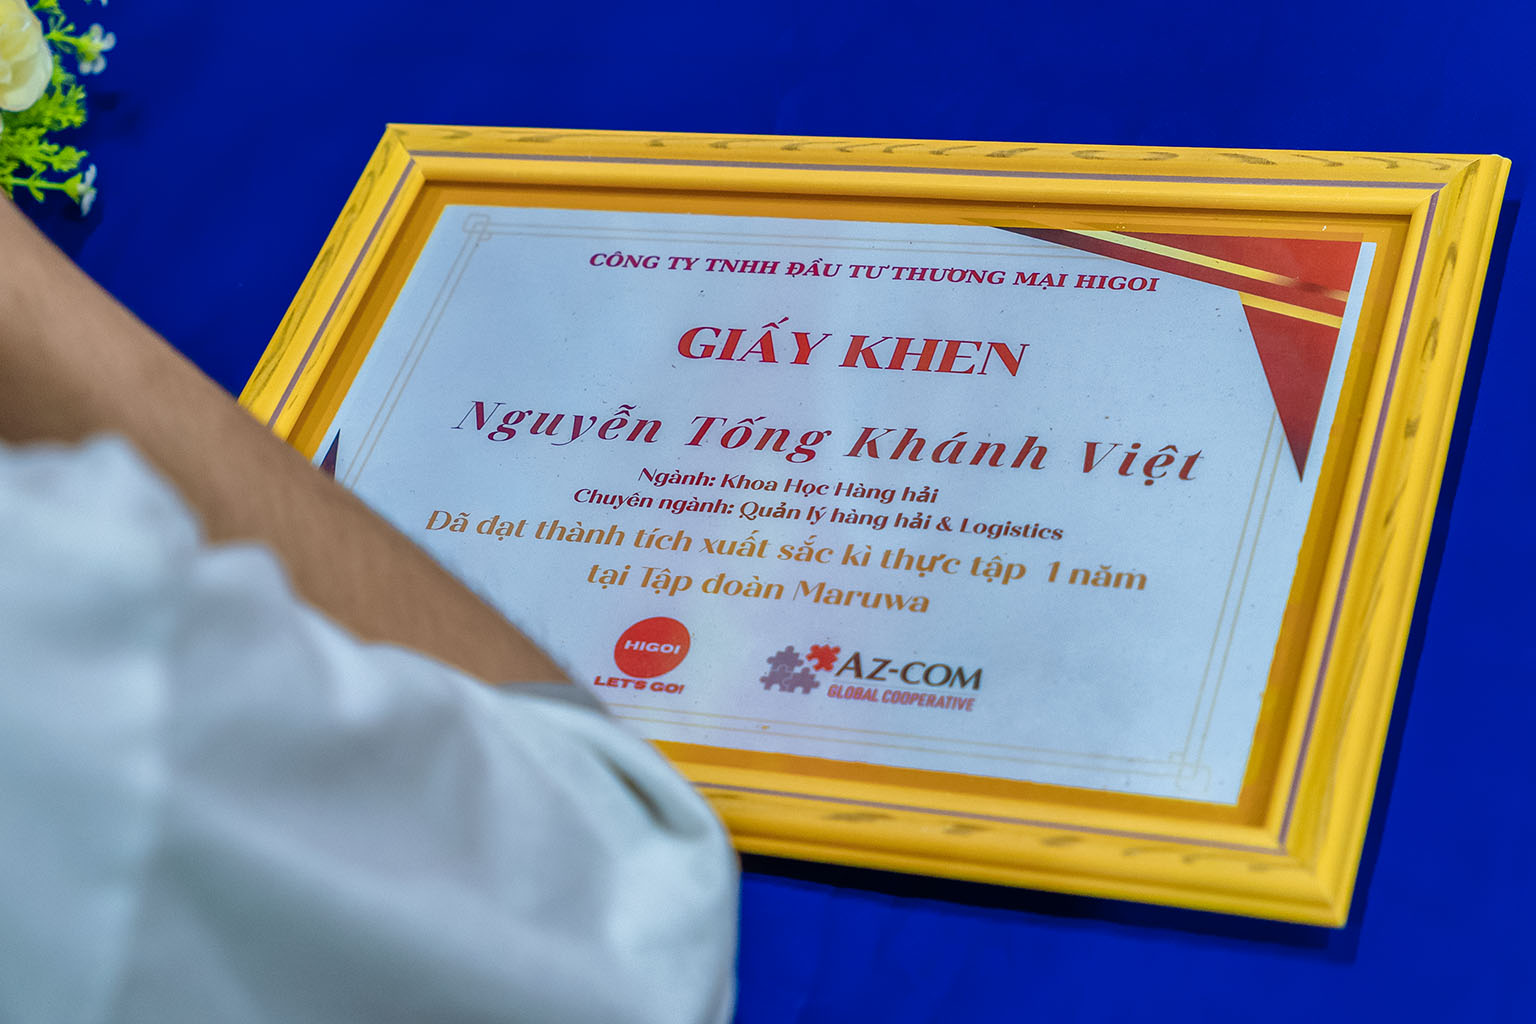 CÔNG TY TNHH ĐẦU TƯ THƯƠNG MẠI HIGOI
GIẤY KHEN
Nguyễn Tống Khánh Việt
Ngành: Khoa Học Hàng hải
Chuyên ngành: Quản lý hàng hải & Logistics
Đã đạt thành tích xuất sắc kì thực tập 1 năm
tại Tập đoàn Maruwa
HIGOI
LET'S GO!
AZ-COM
GLOBAL COOPERATIVE